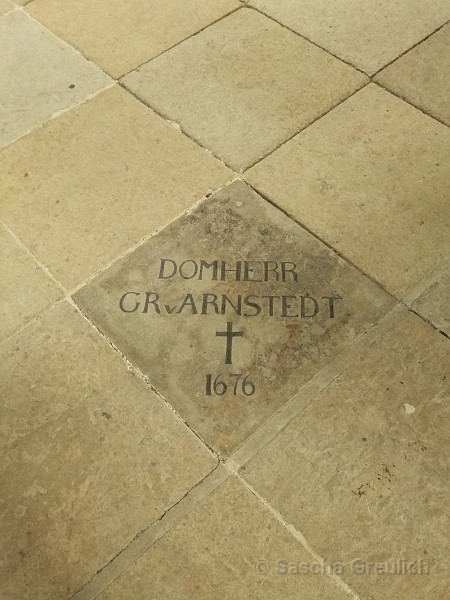 DOMHERR
GR v ARNSTEDT
†
1676
© Sascha Greulich